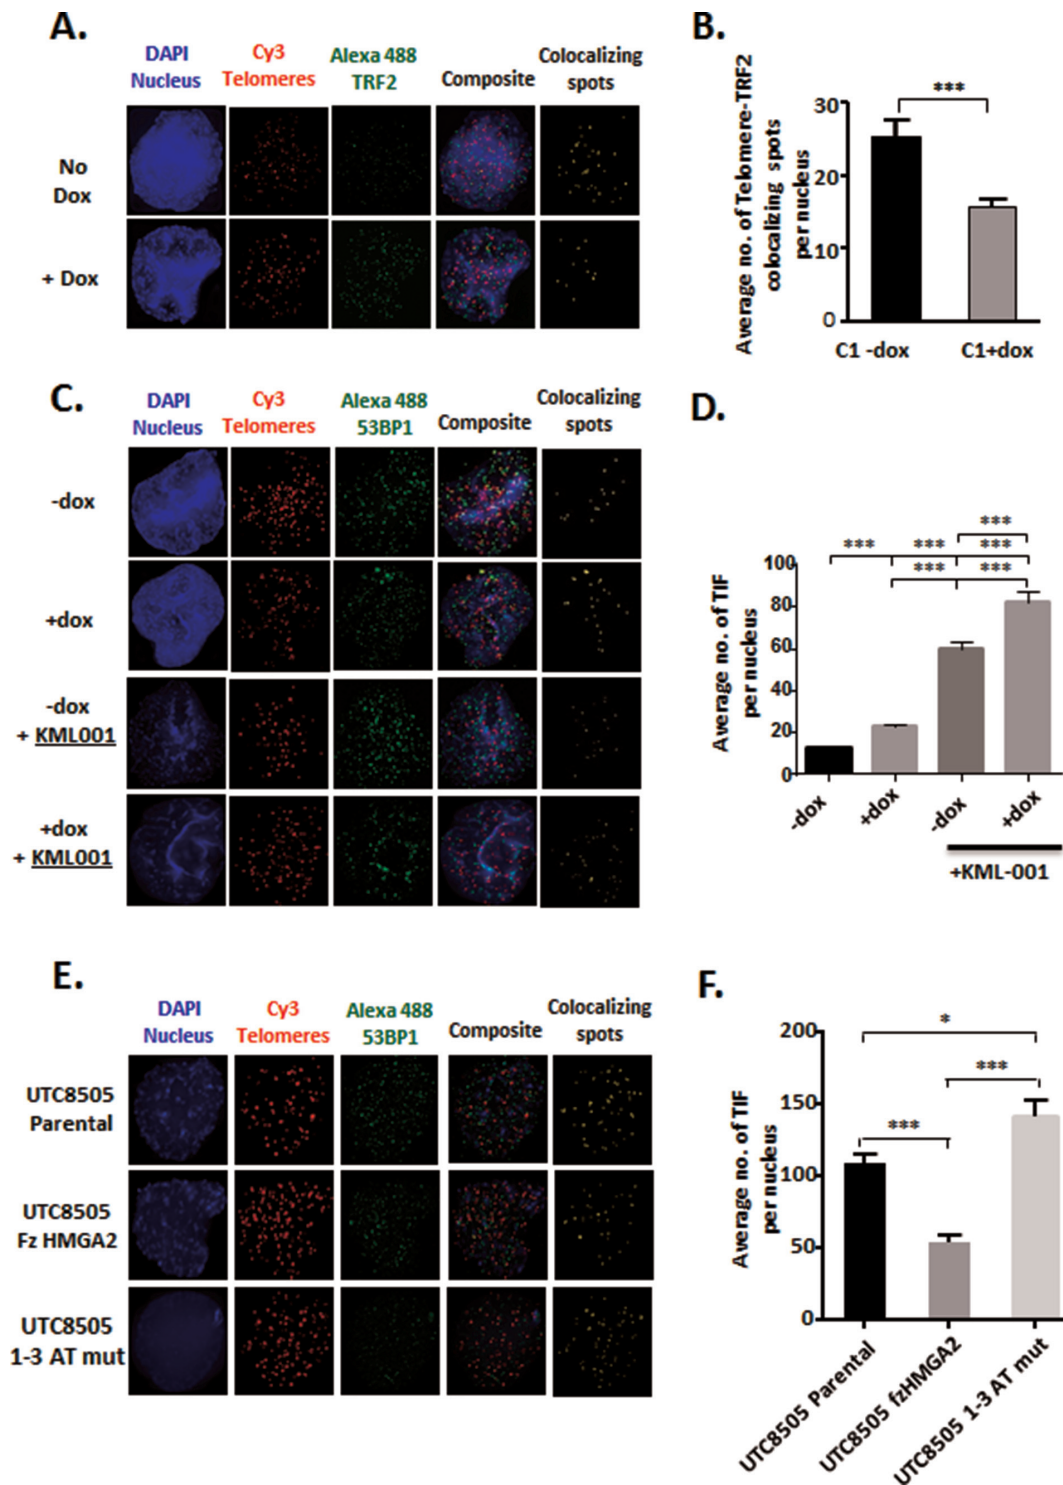 A.
DAPI
Nucleus
Cy3
Telomeres
Alexa 488
TRF2
Composite
Colocalizing
spots
No
Dox
+ Dox
B.
Average no. of Telomere-TRF2
colocalizing spots
per nucleus
30
20
10
0
***
C1 -dox
C1+dox
C.
DAPI
Nucleus
Cy3
Telomeres
Alexa 488
53BP1
Composite
Colocalizing
spots
-dox
+dox
-dox
+ KML001
+dox
+ KML001
D.
Average no. of TIF
per nucleus
100
80
60
40
20
0
***
*** *** ***
*** ***
-dox
+dox
-dox
+dox
+KML-001
E.
DAPI
Nucleus
Cy3
Telomeres
Alexa 488
53BP1
Composite
Colocalizing
spots
UTC8505
Parental
UTC8505
Fz HMGA2
UTC8505
1-3 AT mut
F.
Average no. of TIF
per nucleus
200
150
100
50
0
*
***
***
UTC8505 Parental
UTC8505 fzHMGA2
UTC8505 1-3 AT mut